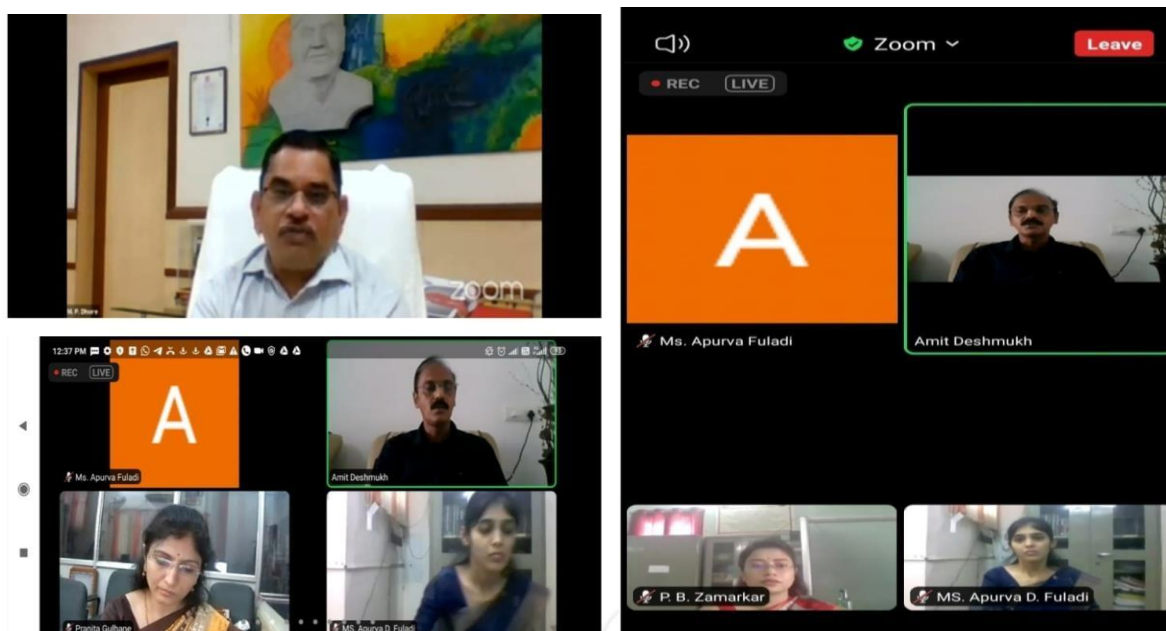 zoom
12:37 PM
REC LIVE
A
Ms. Apurva Fuladi
Amit Deshmukh
Pranita Gulhane
MS. Apurva D. Fuladi
Zoom
Leave
REC LIVE
A
Ms. Apurva Fuladi
Amit Deshmukh
P. B. Zamarkar
MS. Apurva D. Fuladi